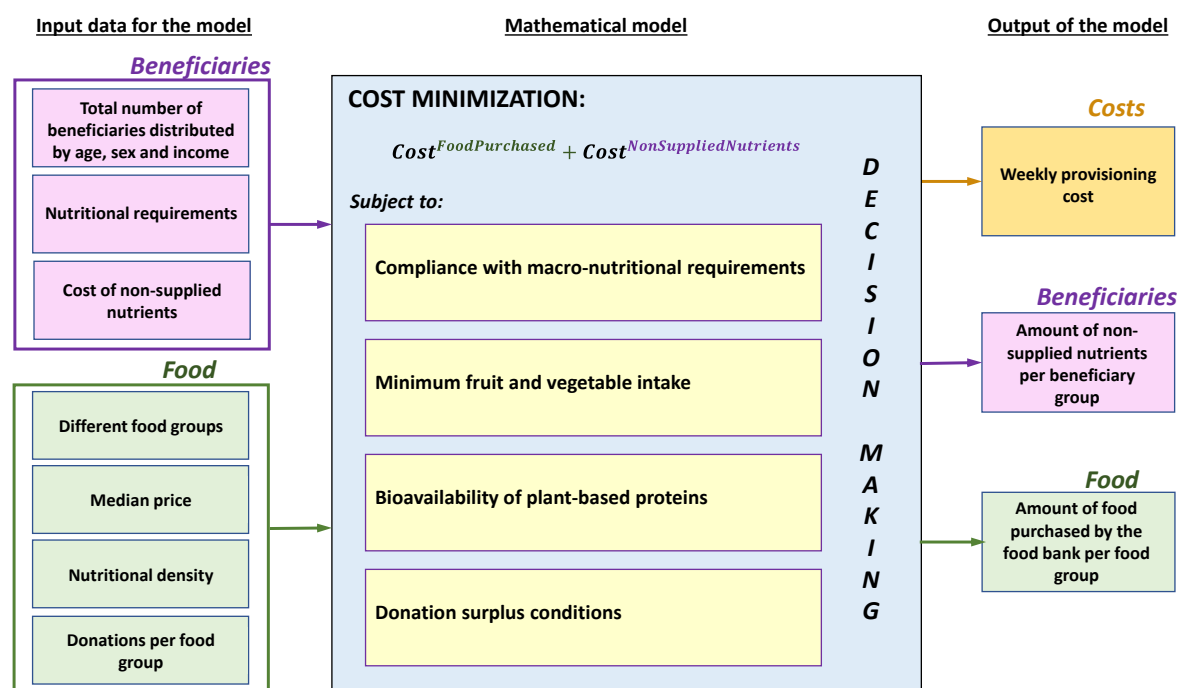 Input data for the model
Mathematical model
Output of the model
Beneficiaries
Total number of
beneficiaries distributed
by age, sex and income
Nutritional requirements
Cost of non-supplied
nutrients
Food
Different food groups
Median price
Nutritional density
Donations per food
group
COST MINIMIZATION:
Cost^FoodPurchased + Cost^NonSuppliedNutrients
Subject to:
Compliance with macro-nutritional requirements
Minimum fruit and vegetable intake
Bioavailability of plant-based proteins
Donation surplus conditions
DECISION MAKING
Costs
Weekly provisioning
cost
Beneficiaries
Amount of non-
supplied nutrients
per beneficiary
group
Food
Amount of food
purchased by the
food bank per food
group